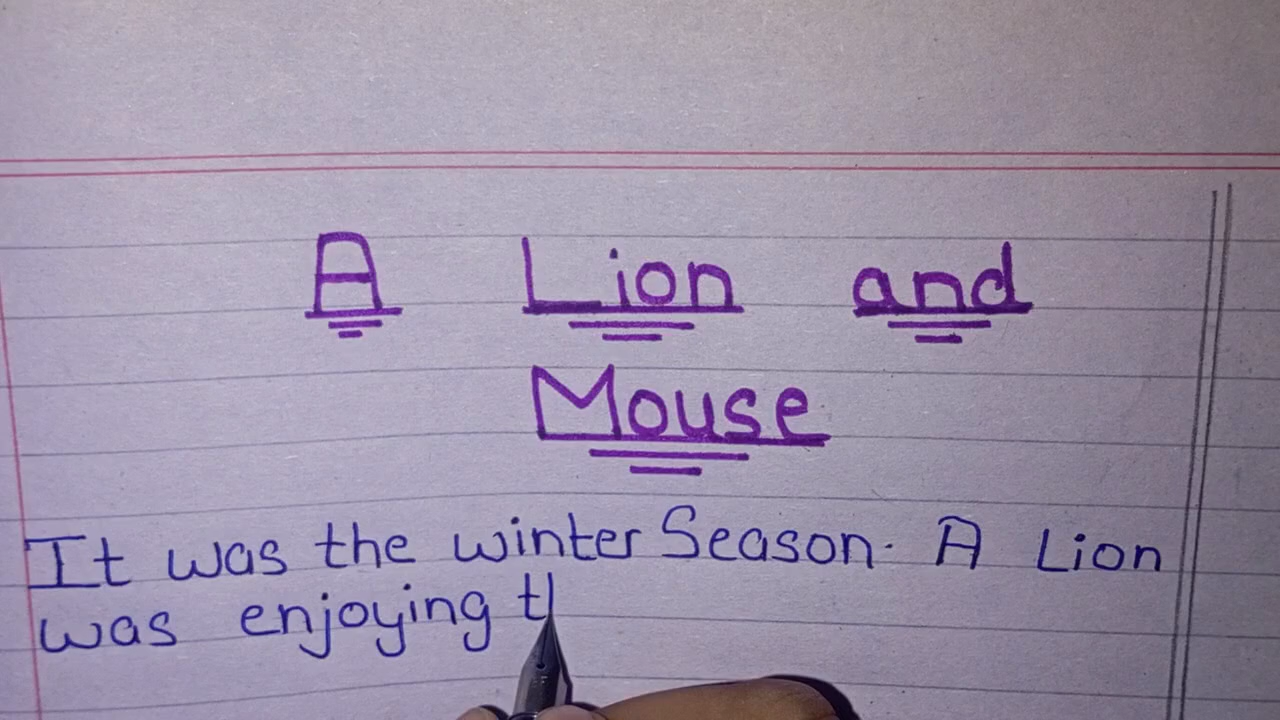 A Lion and
Mouse
It was the winter Season. A Lion
was enjoying t